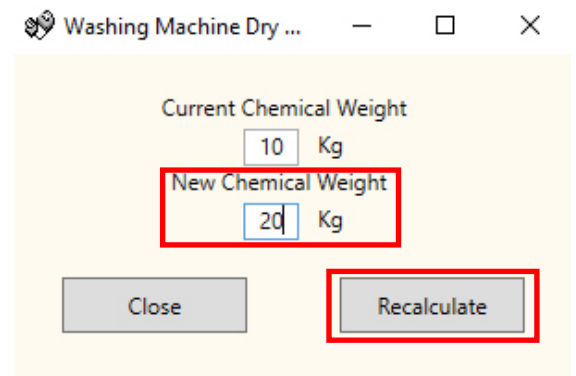 Washing Machine Dry ...
Current Chemical Weight
10 Kg
New Chemical Weight
20 Kg
Close Recalculate